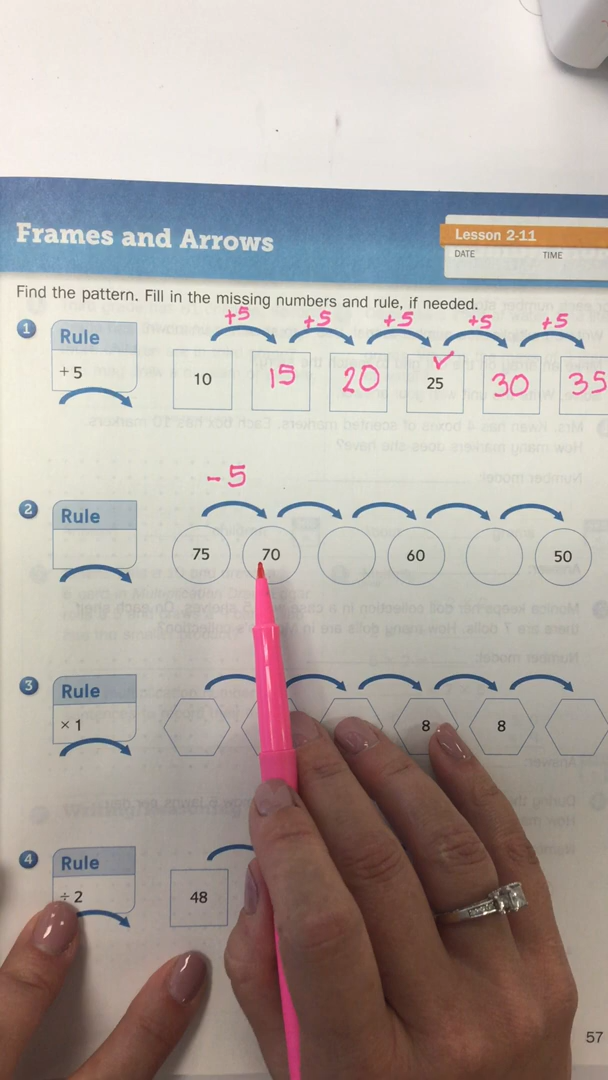 Frames and Arrows
Lesson 2-11
DATE TIME
Find the pattern. Fill in the missing numbers and rule, if needed.
+5 +5 +5 +5 +5
1 Rule
+ 5
10 15 20 25 30 35
-5
2 Rule
75 70 60 50
3 Rule
× 1
8 8
4 Rule
÷ 2
48
57